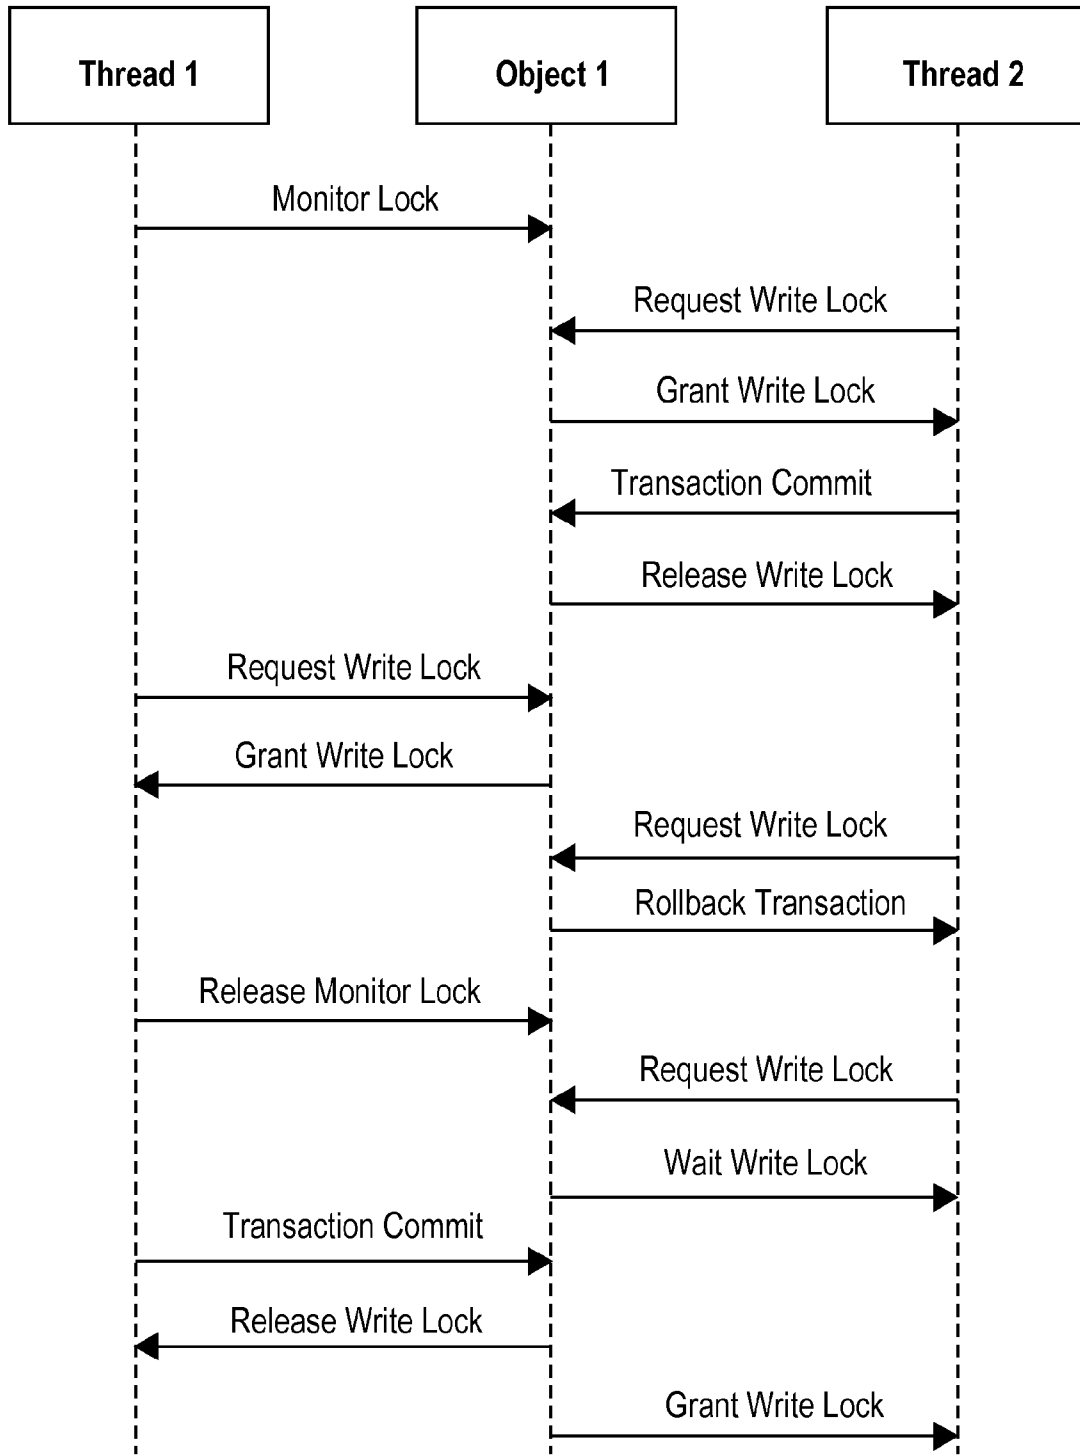 Thread 1
Object 1
Thread 2
Monitor Lock
Request Write Lock
Grant Write Lock
Transaction Commit
Release Write Lock
Request Write Lock
Grant Write Lock
Request Write Lock
Rollback Transaction
Release Monitor Lock
Request Write Lock
Wait Write Lock
Transaction Commit
Release Write Lock
Grant Write Lock